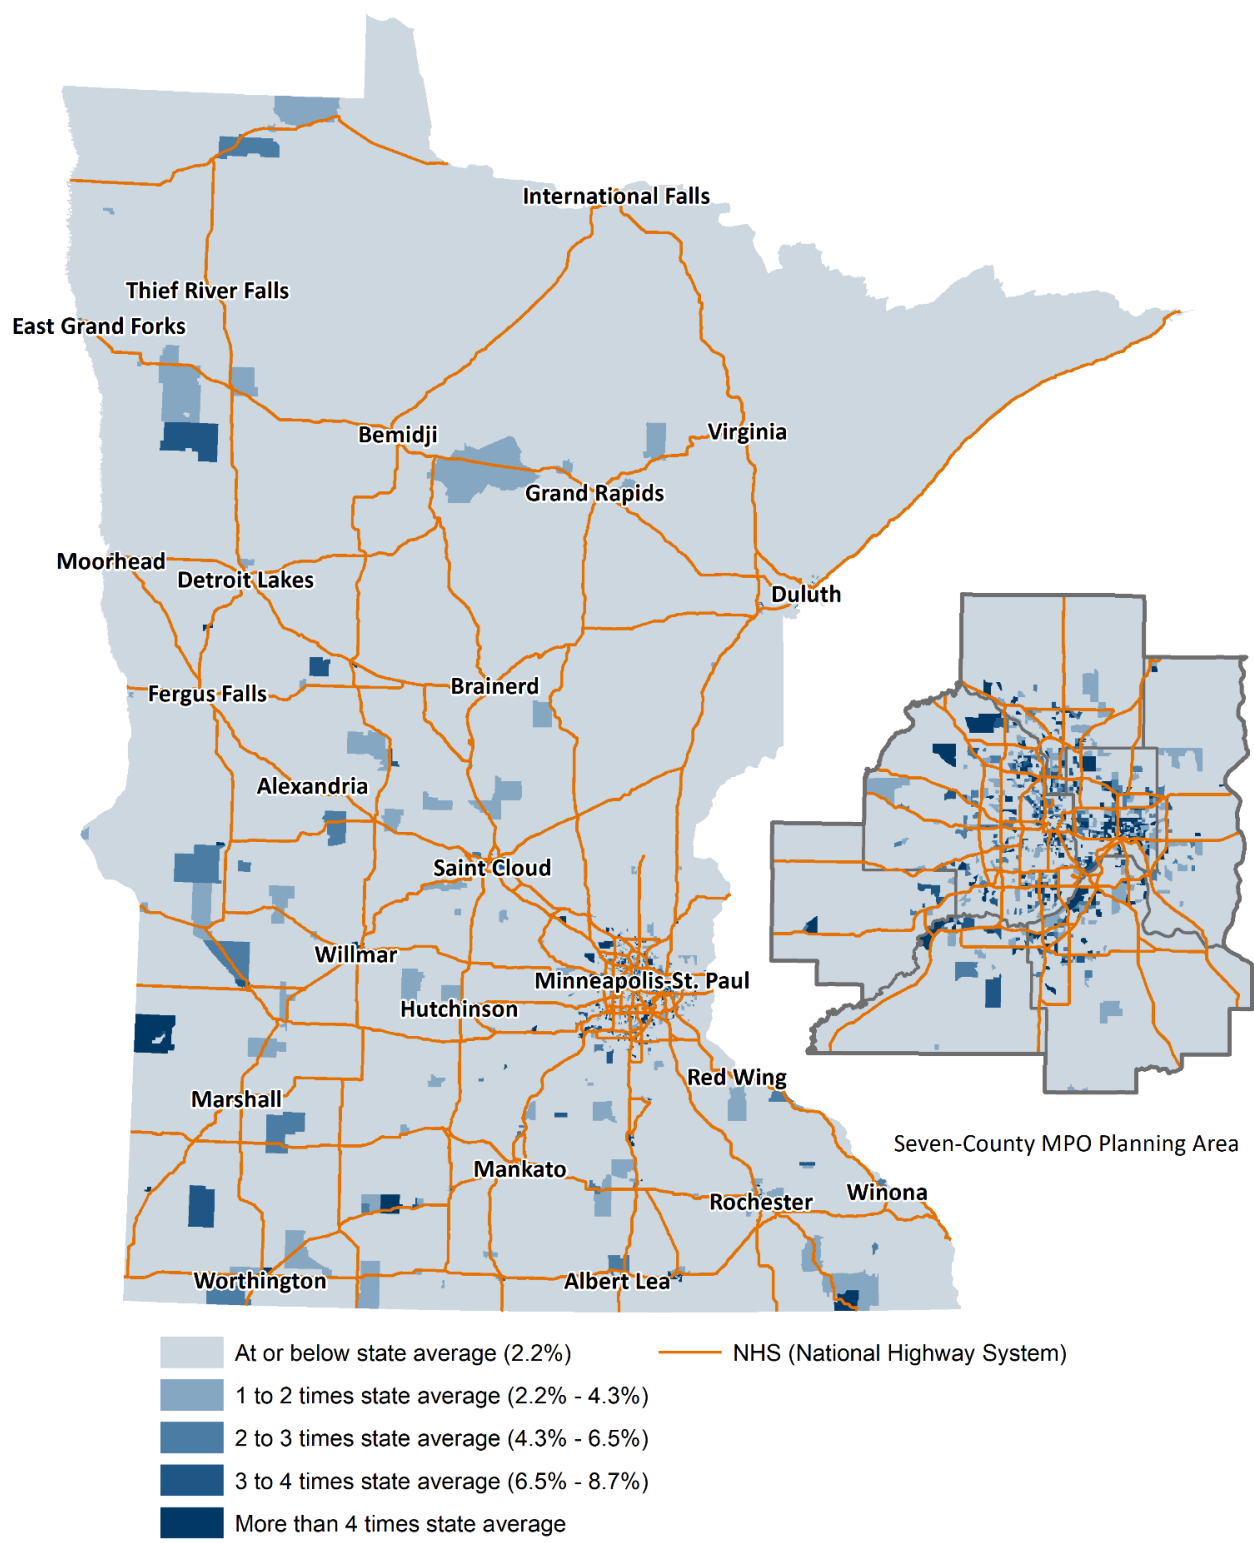 International Falls
Thief River Falls
East Grand Forks
Bemidji
Virginia
Grand Rapids
Moorhead
Detroit Lakes
Duluth
Fergus Falls
Brainerd
Alexandria
Saint Cloud
Willmar
Minneapolis-St. Paul
Hutchinson
Red Wing
Marshall
Seven-County MPO Planning Area
Mankato
Rochester
Winona
Worthington
Albert Lea
At or below state average (2.2%)
NHS (National Highway System)
1 to 2 times state average (2.2% - 4.3%)
2 to 3 times state average (4.3% - 6.5%)
3 to 4 times state average (6.5% - 8.7%)
More than 4 times state average